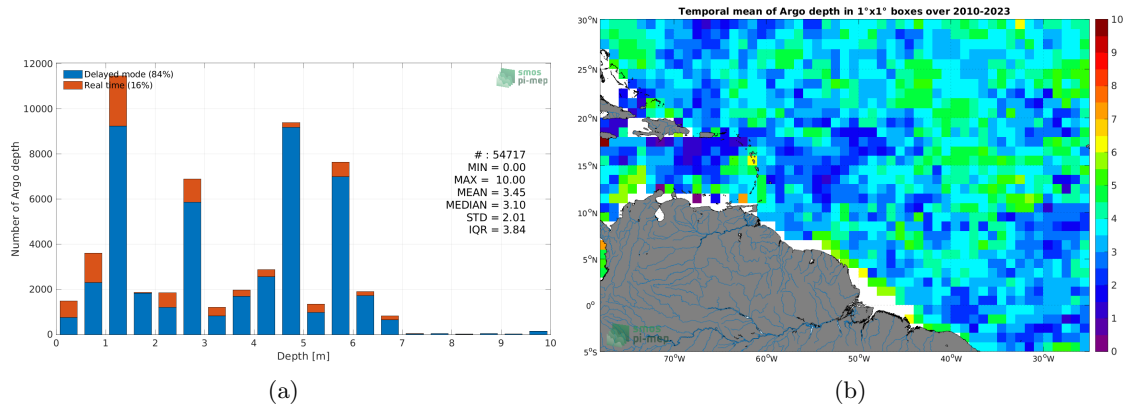 12000
10000
8000
6000
4000
2000
0
Number of Argo depth
Delayed mode (84%)
Real time (16%)
smos
pi-mep
# : 54717
MIN = 0.00
MAX = 10.00
MEAN = 3.45
MEDIAN = 3.10
STD = 2.01
IQR = 3.84
0 1 2 3 4 5 6 7 8 9 10
Depth [m]
(a)
Temporal mean of Argo depth in 1°x1° boxes over 2010-2023
30°N
25°N
20°N
15°N
10°N
5°N
0°
5°S
70°W 60°W 50°W 40°W 30°W
smos
pi-mep
10
9
8
7
6
5
4
3
2
1
0
(b)